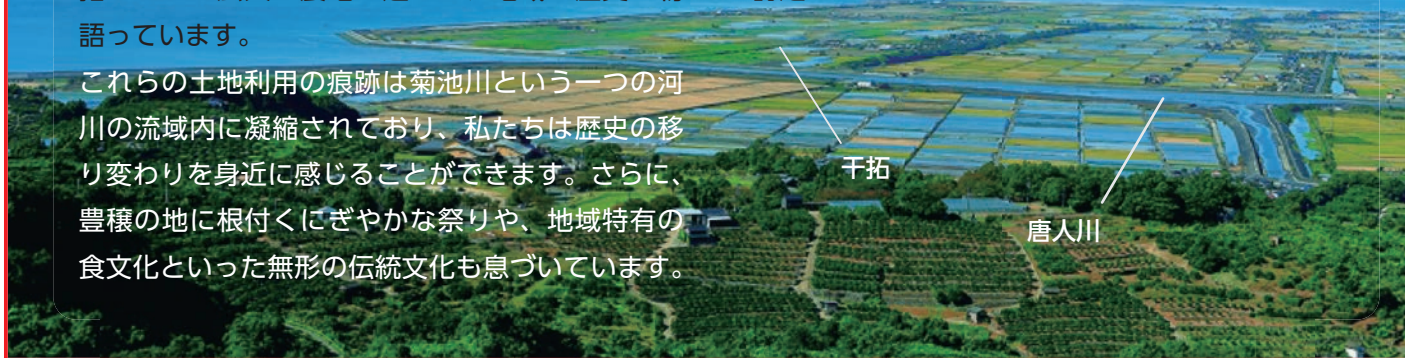 語っています。
これらの土地利用の痕跡は菊池川という一つの河
川の流域内に凝縮されており、私たちは歴史の移
り変わりを身近に感じることができます。さらに、
豊穣の地に根付くにぎやかな祭りや、地域特有の
食文化といった無形の伝統文化も息づいています。
干拓
唐人川